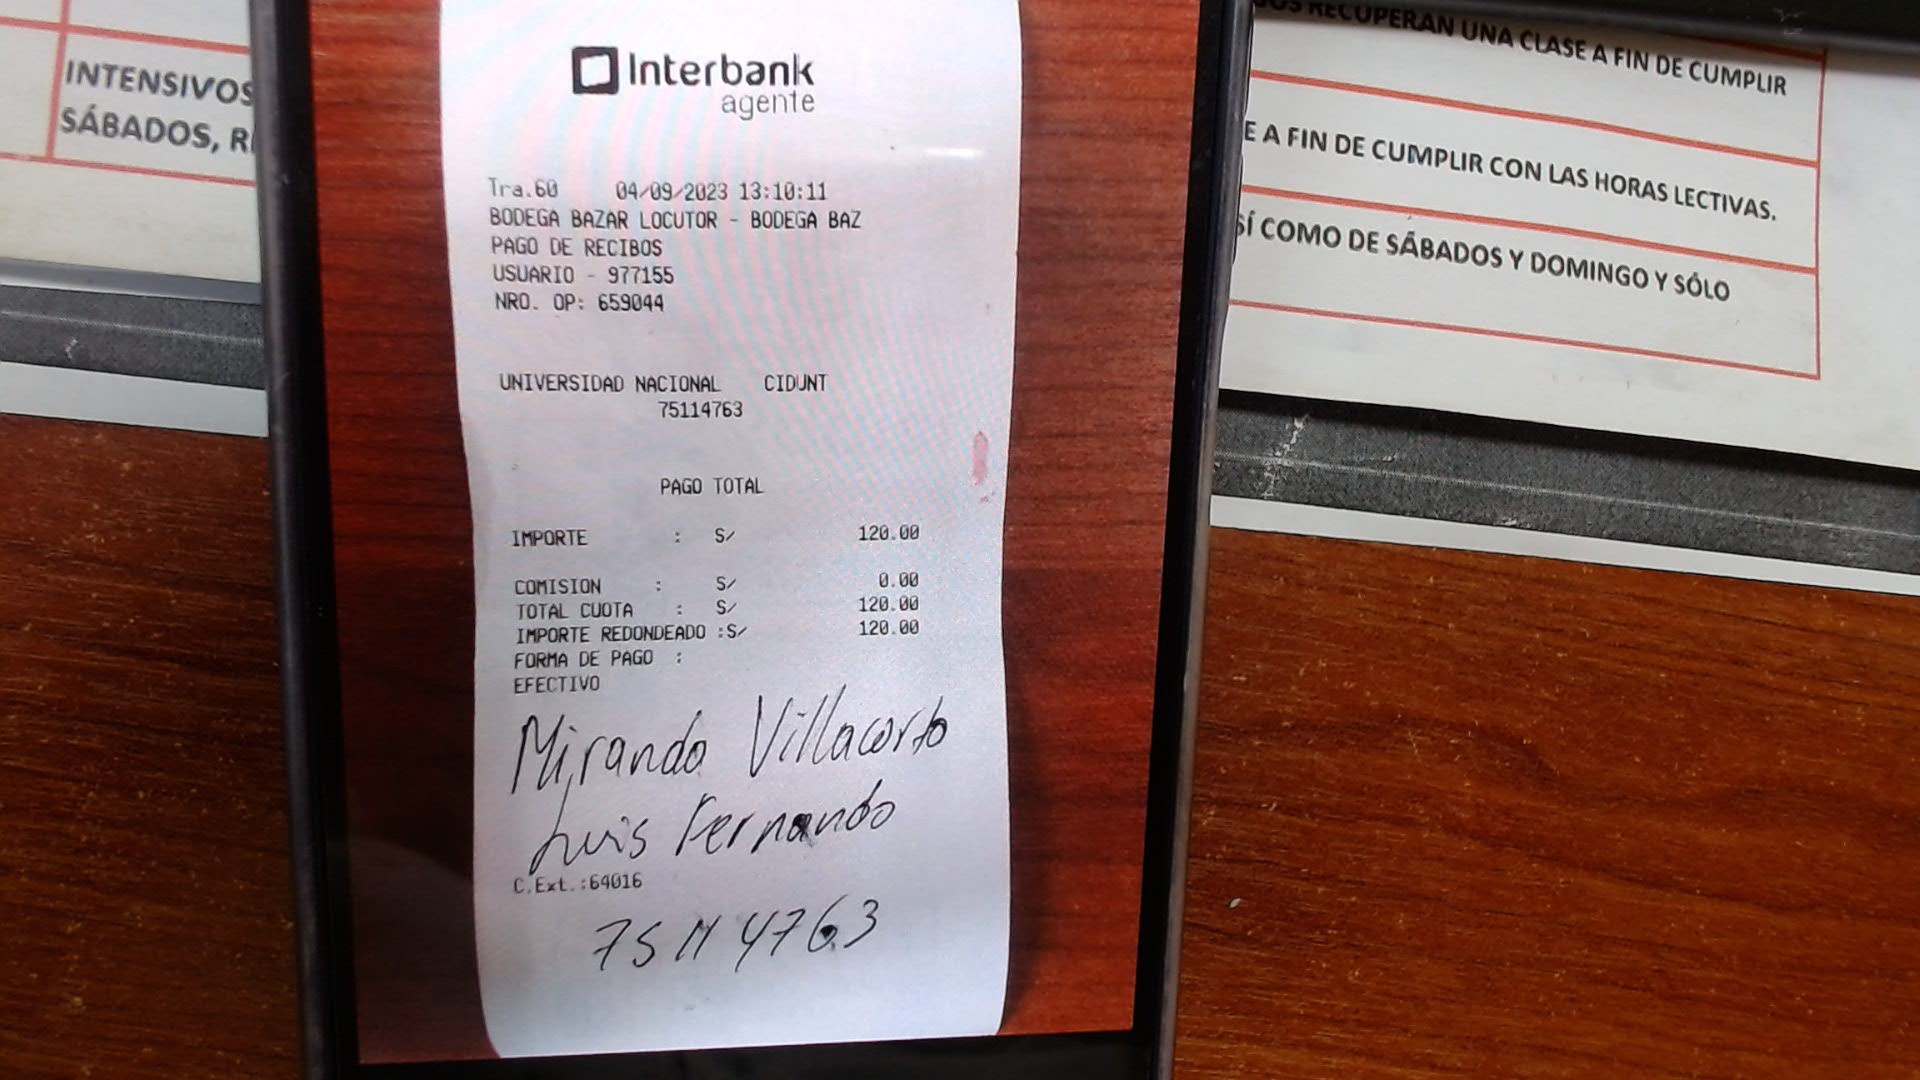 INTENSIVOS
SÁBADOS,
Interbank
agente
Tra.60 04/09/2023 13:10:11
BODEGA BAZAR LOCUTOR - BODEGA BAZ
PAGO DE RECIBOS
USUARIO - 977155
NRO. OP: 659044
UNIVERSIDAD NACIONAL CIDUNT
75114763
PAGO TOTAL
IMPORTE : S/ 120.00
COMISION : S/ 0.00
TOTAL CUOTA : S/ 120.00
IMPORTE REDONDEADO :S/ 120.00
FORMA DE PAGO :
EFECTIVO
Miranda Villacorta
Luis Fernando
C.Ext.:64016
75114763
RECUPERAN UNA CLASE A FIN DE CUMPLIR
E A FIN DE CUMPLIR CON LAS HORAS LECTIVAS.
SÍ COMO DE SÁBADOS Y DOMINGO Y SÓLO